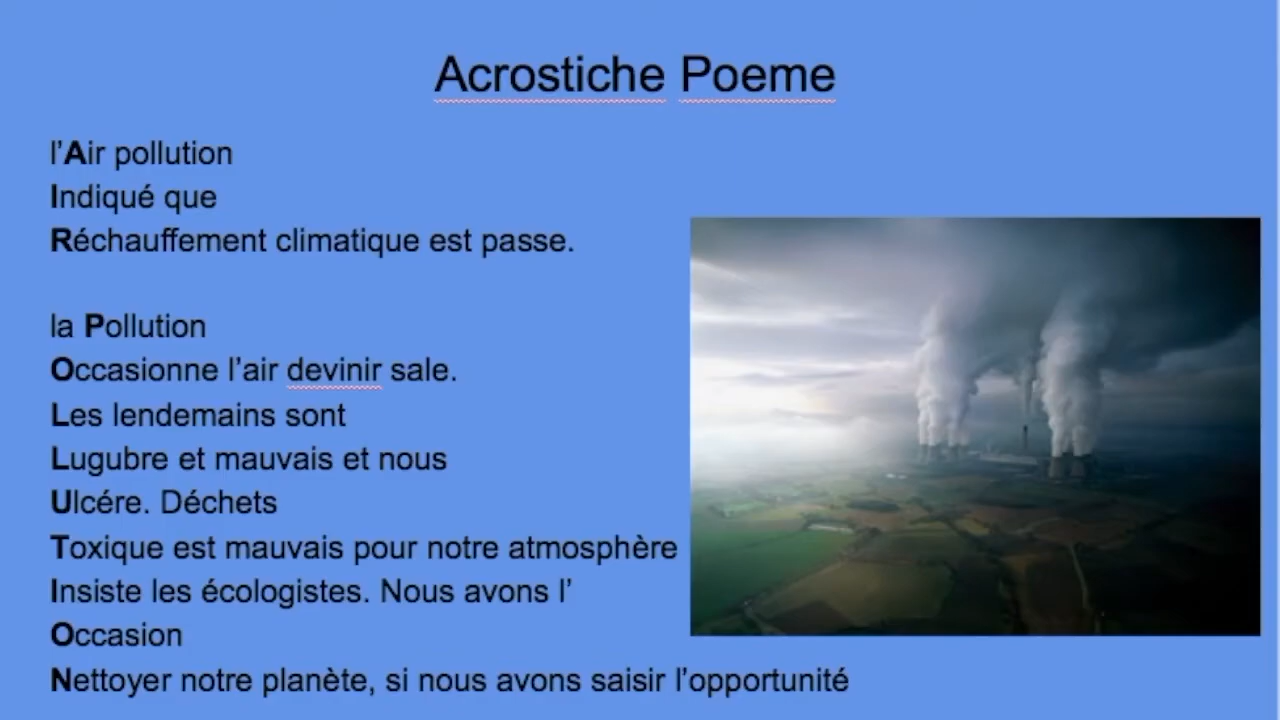 Acrostiche Poeme
l'Air pollution
Indiqué que
Réchauffement climatique est passe.
la Pollution
Occasionne l'air devinir sale.
Les lendemains sont
Lugubre et mauvais et nous
Ulcére. Déchets
Toxique est mauvais pour notre atmosphère
Insiste les écologistes. Nous avons l'
Occasion
Nettoyer notre planète, si nous avons saisir l'opportunité